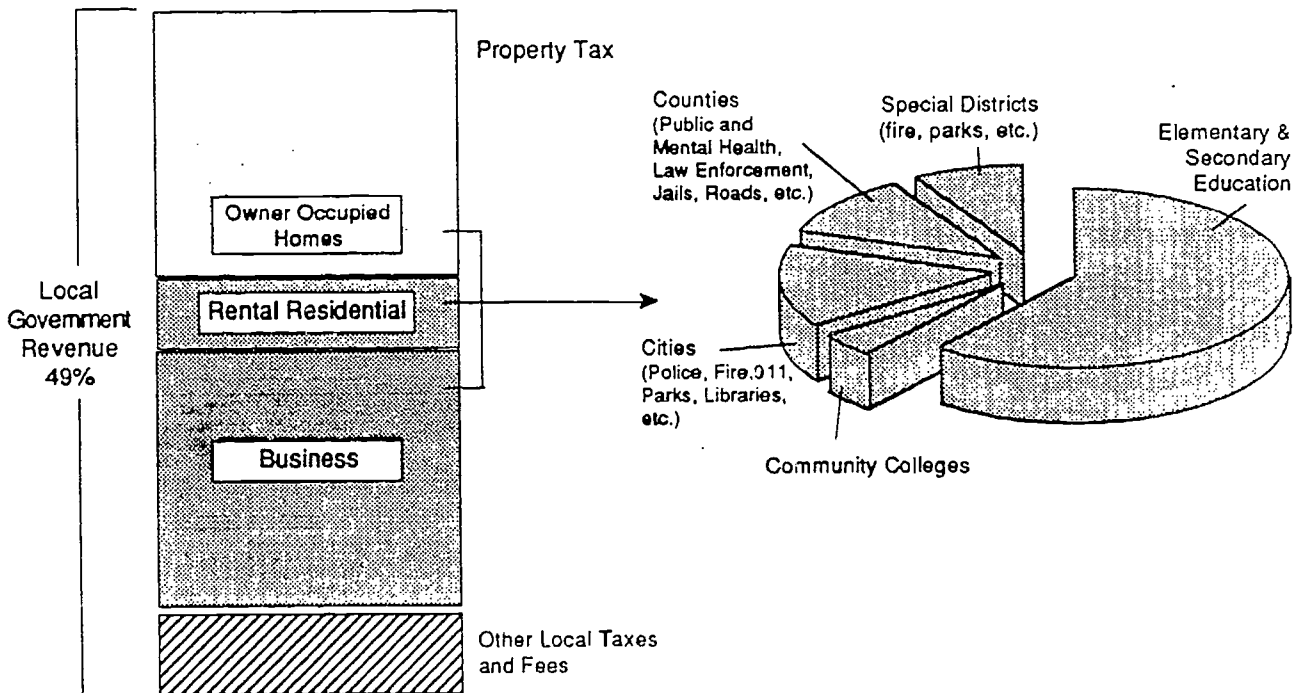 Property Tax
Owner Occupied
Homes
Rental Residential
Business
Local
Government
Revenue
49%
Other Local Taxes
and Fees
Counties
(Public and
Mental Health,
Law Enforcement,
Jails, Roads, etc.)
Special Districts
(fire, parks, etc.)
Elementary &
Secondary
Education
Cities
(Police, Fire,911,
Parks, Libraries,
etc.)
Community Colleges